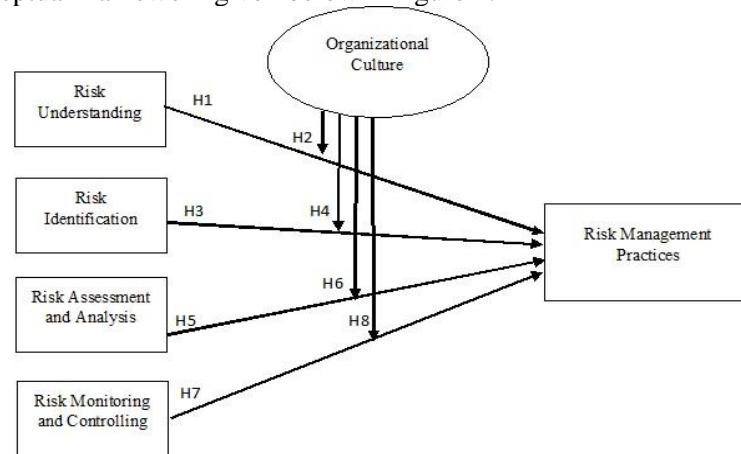 Organizational
Culture
Risk
Understanding
H1
H2
Risk
Identification
H3
H4
Risk Management
Practices
Risk Assessment
and Analysis
H5
H6
H8
Risk Monitoring
and Controlling
H7